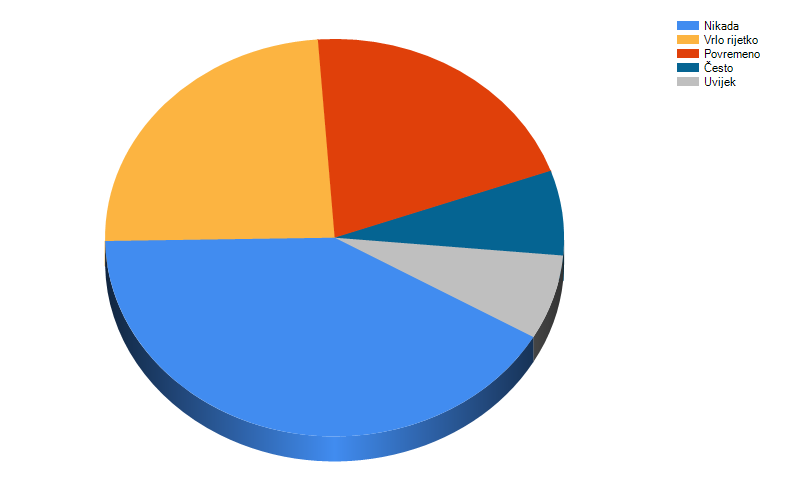 Nikada
Vrlo rijetko
Povremeno
Često
Uvijek